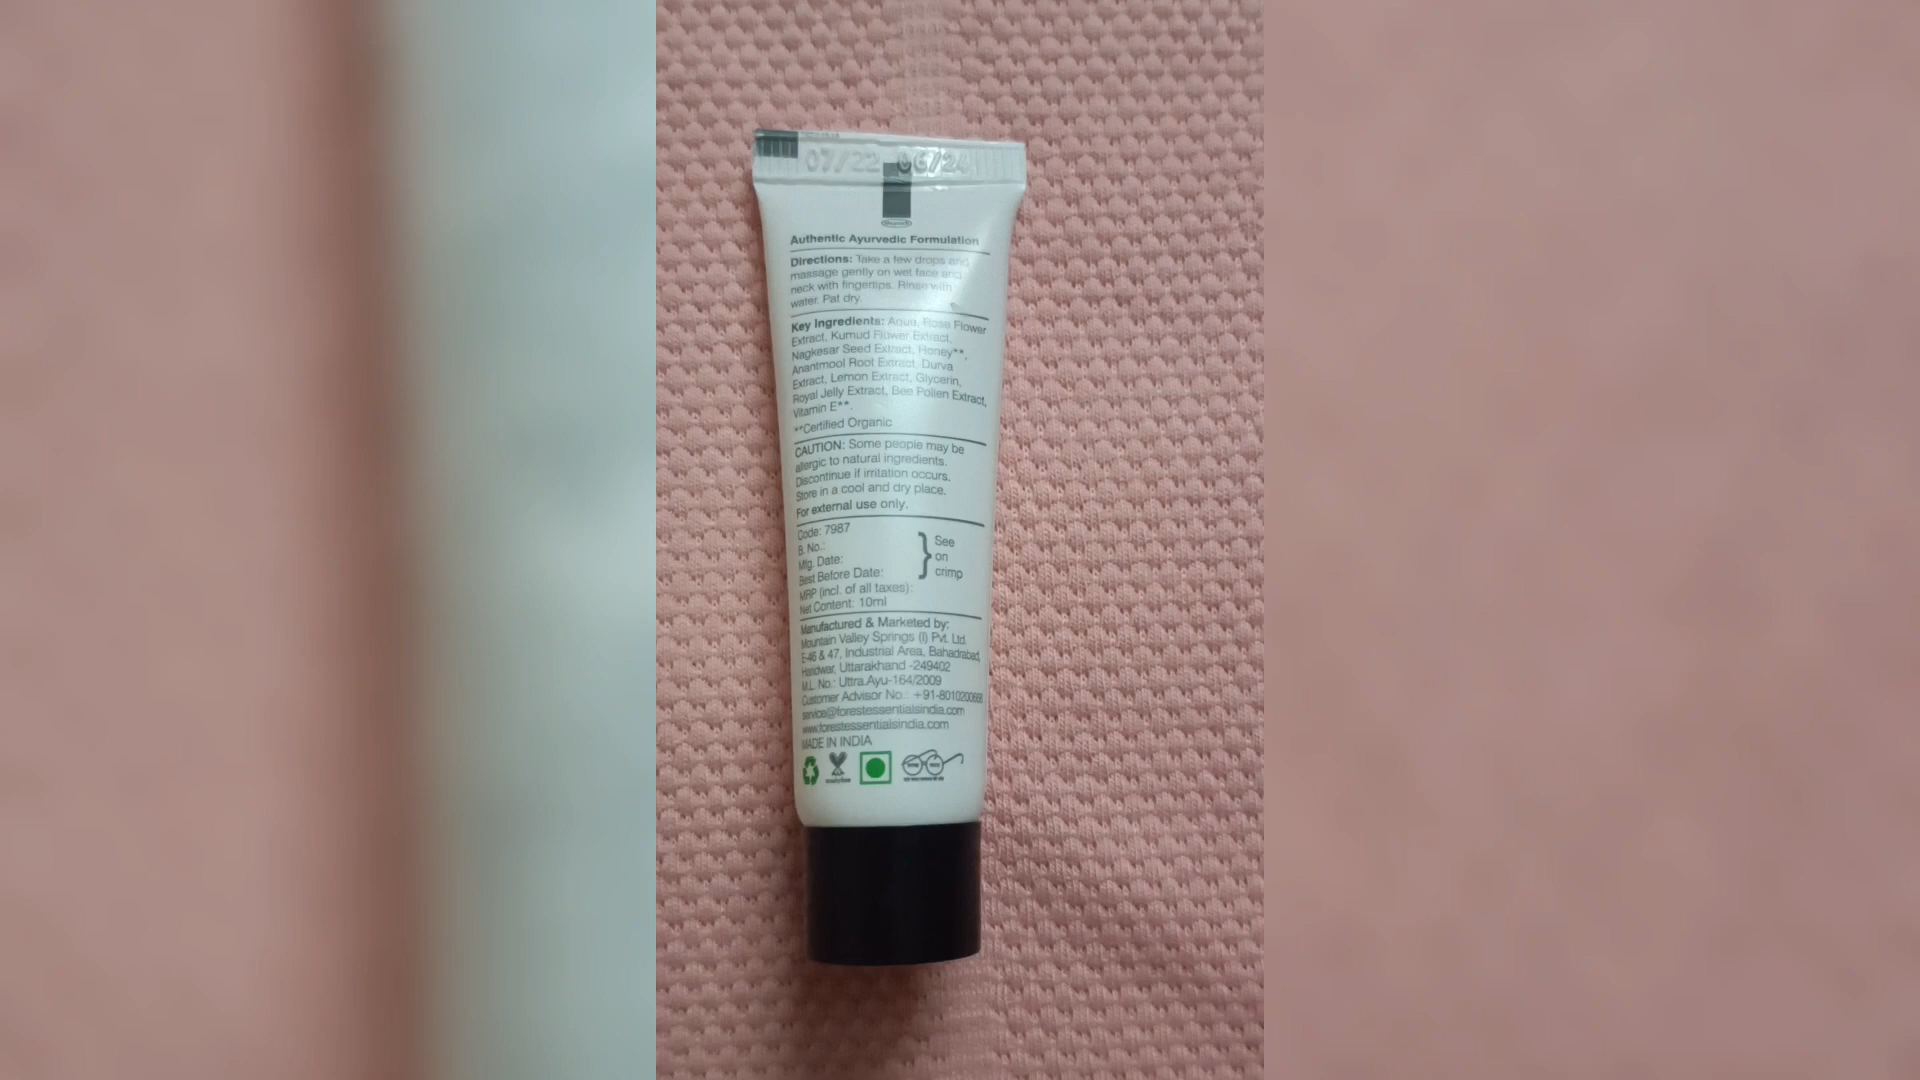 07/22 06/24
Authentic Ayurvedic Formulation
Directions: Take a few drops and
massage gently on wet face and
neck with fingertips. Rinse with
water. Pat dry.
Key Ingredients: Aqua, Rose Flower
Extract, Kumud Flower Extract,
Nagkesar Seed Extract, Honey**,
Anantmool Root Extract, Durva
Extract, Lemon Extract, Glycerin,
Royal Jelly Extract, Bee Pollen Extract,
Vitamin E**.
**Certified Organic
CAUTION: Some people may be
allergic to natural ingredients.
Discontinue if irritation occurs.
Store in a cool and dry place.
For external use only.
Code: 7987
B. No.:
Mfg. Date:
Best Before Date:
See
on
crimp
MRP (incl. of all taxes):
Net Content: 10ml
Manufactured & Marketed by:
Mountain Valley Springs (I) Pvt. Ltd.
E-46 & 47, Industrial Area, Bahadrabad,
Haridwar, Uttarakhand -249402
M.L. No.: Uttra.Ayu-164/2009
Customer Advisor No.:
service@forestessentialsindia.com
www.forestessentialsindia.com
MADE IN INDIA